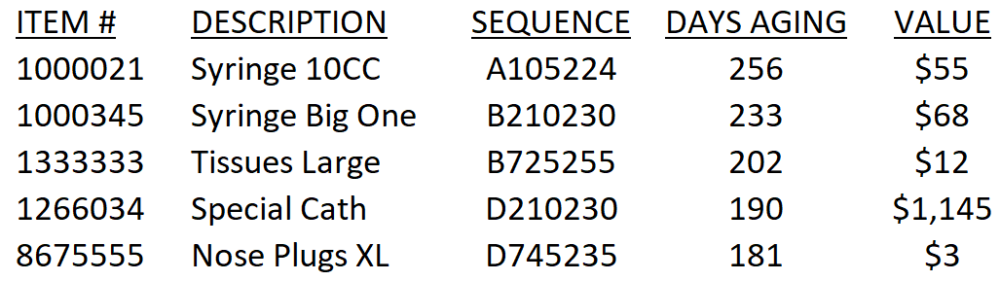 ITEM # DESCRIPTION SEQUENCE DAYS AGING VALUE
1000021 Syringe 10CC A105224 256 $55
1000345 Syringe Big One B210230 233 $68
1333333 Tissues Large B725255 202 $12
1266034 Special Cath D210230 190 $1,145
8675555 Nose Plugs XL D745235 181 $3